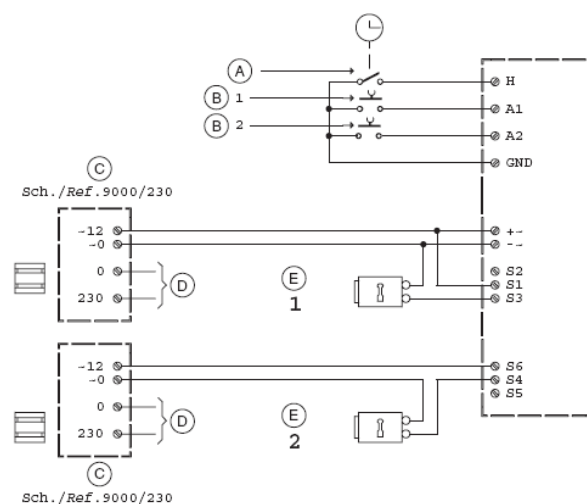 A
H
B 1
A1
B 2
A2
GND
C
Sch./Ref.9000/230
~12
~0
0
230
D
E
1
+~
-~
S2
S1
S3
~12
~0
0
230
D
E
2
S6
S4
S5
C
Sch./Ref.9000/230